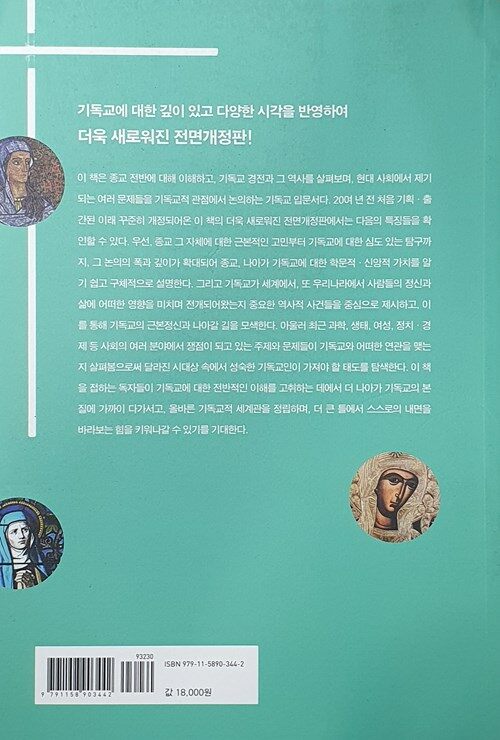 기독교에 대한 깊이 있고 다양한 시각을 반영하여
더욱 새로워진 전면개정판!
이 책은 종교 전반에 대해 이해하고, 기독교 경전과 그 역사를 살펴보며, 현대 사회에서 제기
되는 여러 문제들을 기독교적 관점에서 논의하는 기독교 입문서다. 20여 년 전 처음 기획·출
간된 이래 꾸준히 개정되어온 이 책의 더욱 새로워진 전면개정판에서는 다음의 특징들을 확
인할 수 있다. 우선, 종교 그 자체에 대한 근본적인 고민부터 기독교에 대한 심도 있는 탐구까
지, 그 논의의 폭과 깊이가 확대되어 종교, 나아가 기독교에 대한 학문적·신앙적 가치를 알
기 쉽고 구체적으로 설명한다. 그리고 기독교가 세계에서, 또 우리나라에서 사람들의 정신과
삶에 어떠한 영향을 미치며 전개되어왔는지 중요한 역사적 사건들을 중심으로 제시하고, 이
를 통해 기독교의 근본정신과 나아갈 길을 모색한다. 아울러 최근 과학, 생태, 여성, 정치·경
제 등 사회의 여러 분야에서 쟁점이 되고 있는 주제와 문제들이 기독교와 어떠한 연관을 맺는
지 살펴봄으로써 달라진 시대상 속에서 성숙한 기독교인이 가져야 할 태도를 탐색한다. 이 책
을 접하는 독자들이 기독교에 대한 전반적인 이해를 고취하는 데에서 더 나아가 기독교의 본
질에 가까이 다가서고, 올바른 기독교적 세계관을 정립하며, 더 큰 틀에서 스스로의 내면을
바라보는 힘을 키워나갈 수 있기를 기대한다.
93230
ISBN 979-11-5890-344-2
9 791158 903442
값 18,000원